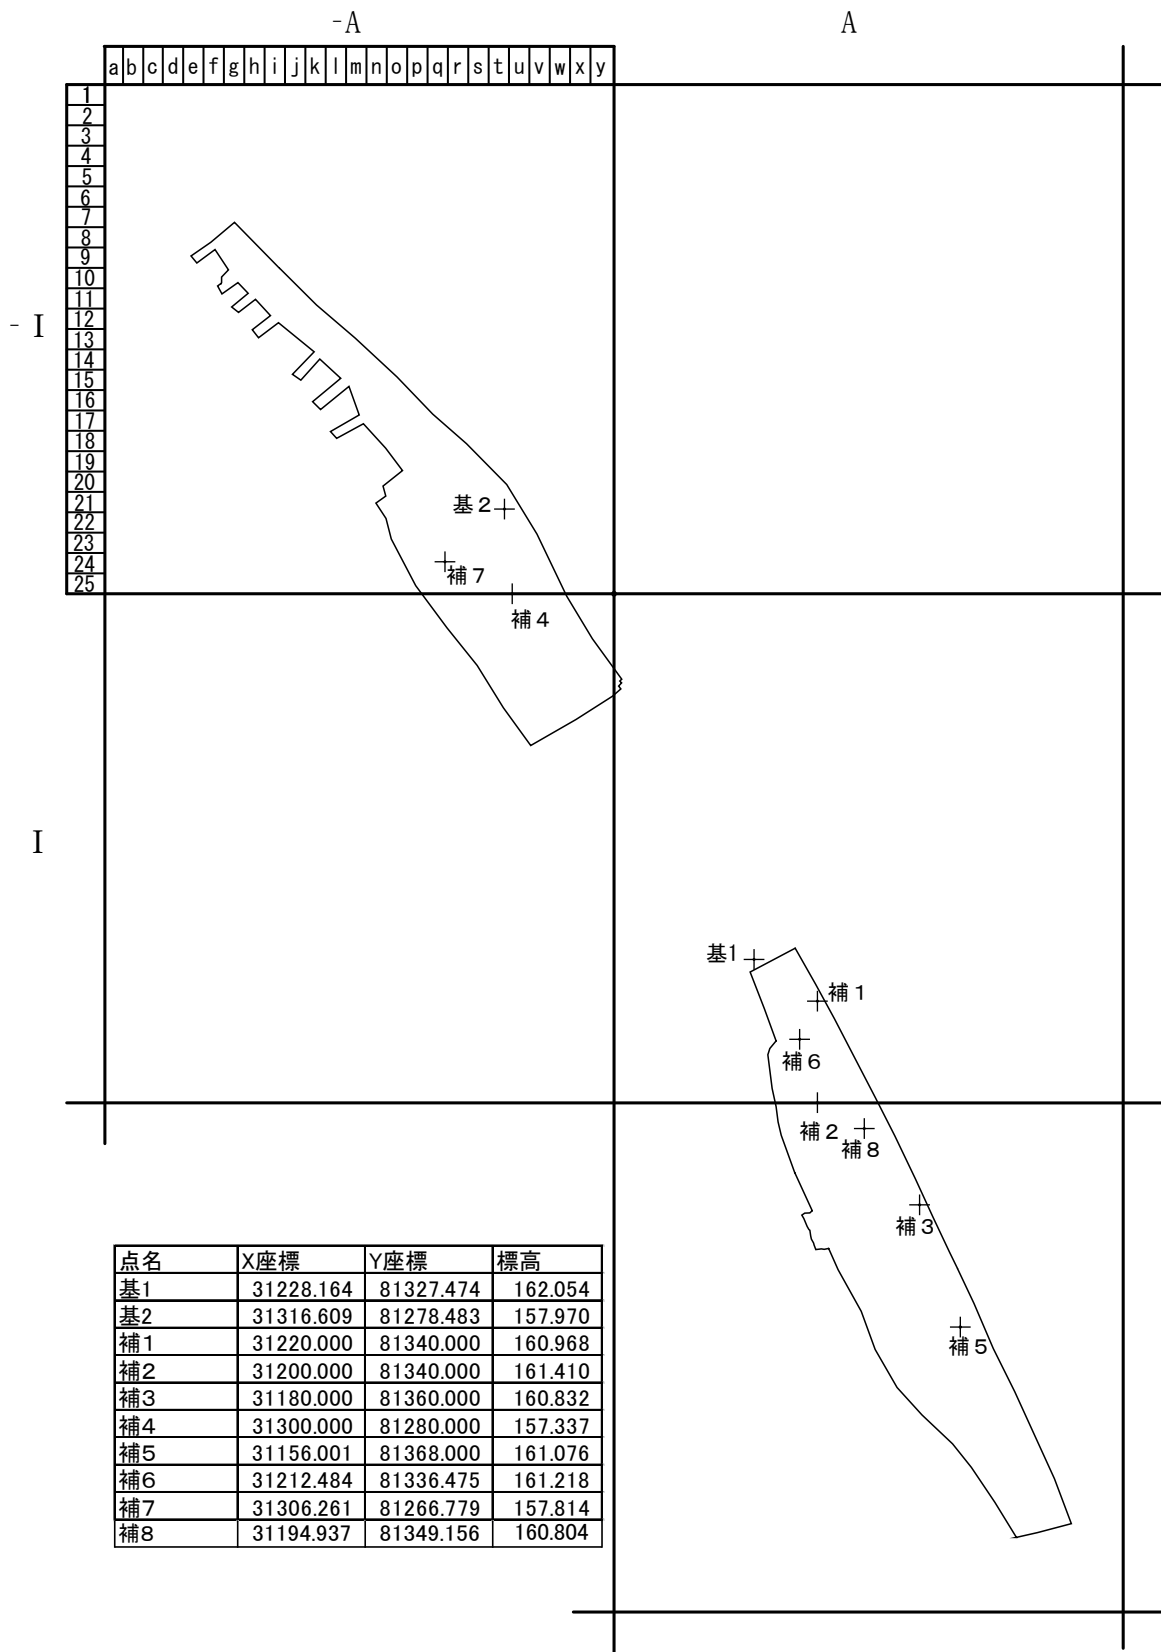 -A A
a b c d e f g h i j k l m n o p q r s t u v w x y
1
2
3
4
5
6
7
8
9
10
11
12
- I
13
14
15
16
17
18
19
20
21
22
23
24
25
基2
補7
補4
I
基1
補1
補6
補2
補8
補3
補5
点名 X座標 Y座標 標高
基1 31228.164 81327.474 162.054
基2 31316.609 81278.483 157.970
補1 31220.000 81340.000 160.968
補2 31200.000 81340.000 161.410
補3 31180.000 81360.000 160.832
補4 31300.000 81280.000 157.337
補5 31156.001 81368.000 161.076
補6 31212.484 81336.475 161.218
補7 31306.261 81266.779 157.814
補8 31194.937 81349.156 160.804